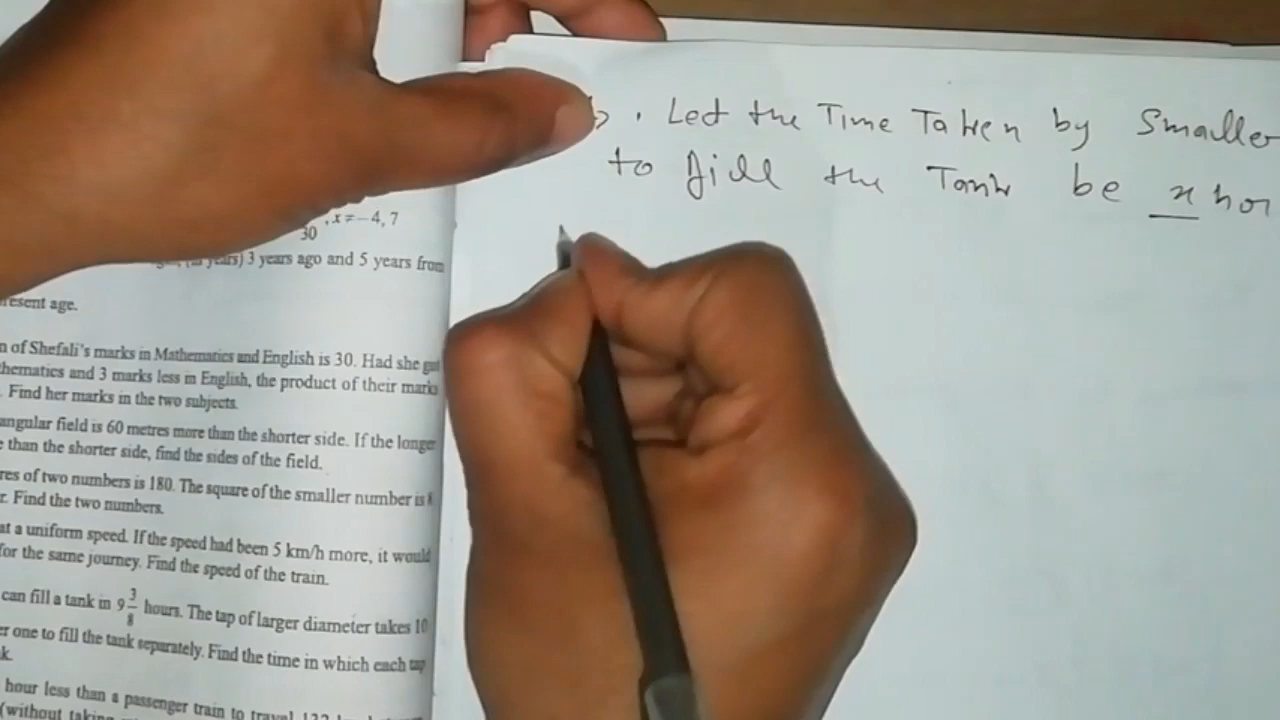 Let the Time Taken by Smaller
to fill the Tank be x
30 , x ≠ -4, 7
years) 3 years ago and 5 years from
resent age.
n of Shefali's marks in Mathematics and English is 30. Had she got
thematics and 3 marks less in English, the product of their marks
. Find her marks in the two subjects.
angular field is 60 metres more than the shorter side. If the longer
e than the shorter side, find the sides of the field.
res of two numbers is 180. The square of the smaller number is 8
r. Find the two numbers.
at a uniform speed. If the speed had been 5 km/h more, it would
for the same journey. Find the speed of the train.
can fill a tank in 9 3/8 hours. The tap of larger diameter takes 10
er one to fill the tank separately. Find the time in which each tap
k.
hour less than a passenger train to travel 132
(without taking